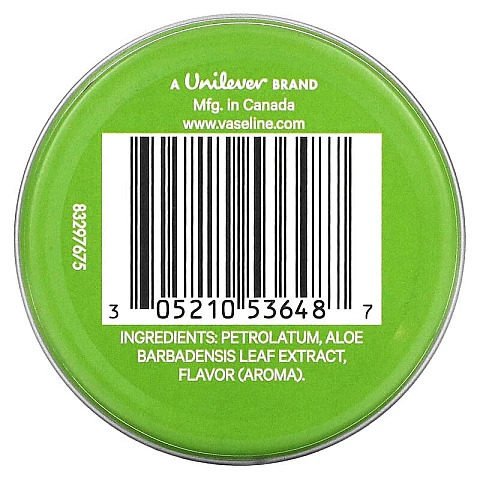 A Unilever BRAND
Mfg. in Canada
www.vaseline.com
83297675
3 05210 53648 7
INGREDIENTS: PETROLATUM, ALOE
BARBADENSIS LEAF EXTRACT,
FLAVOR (AROMA).